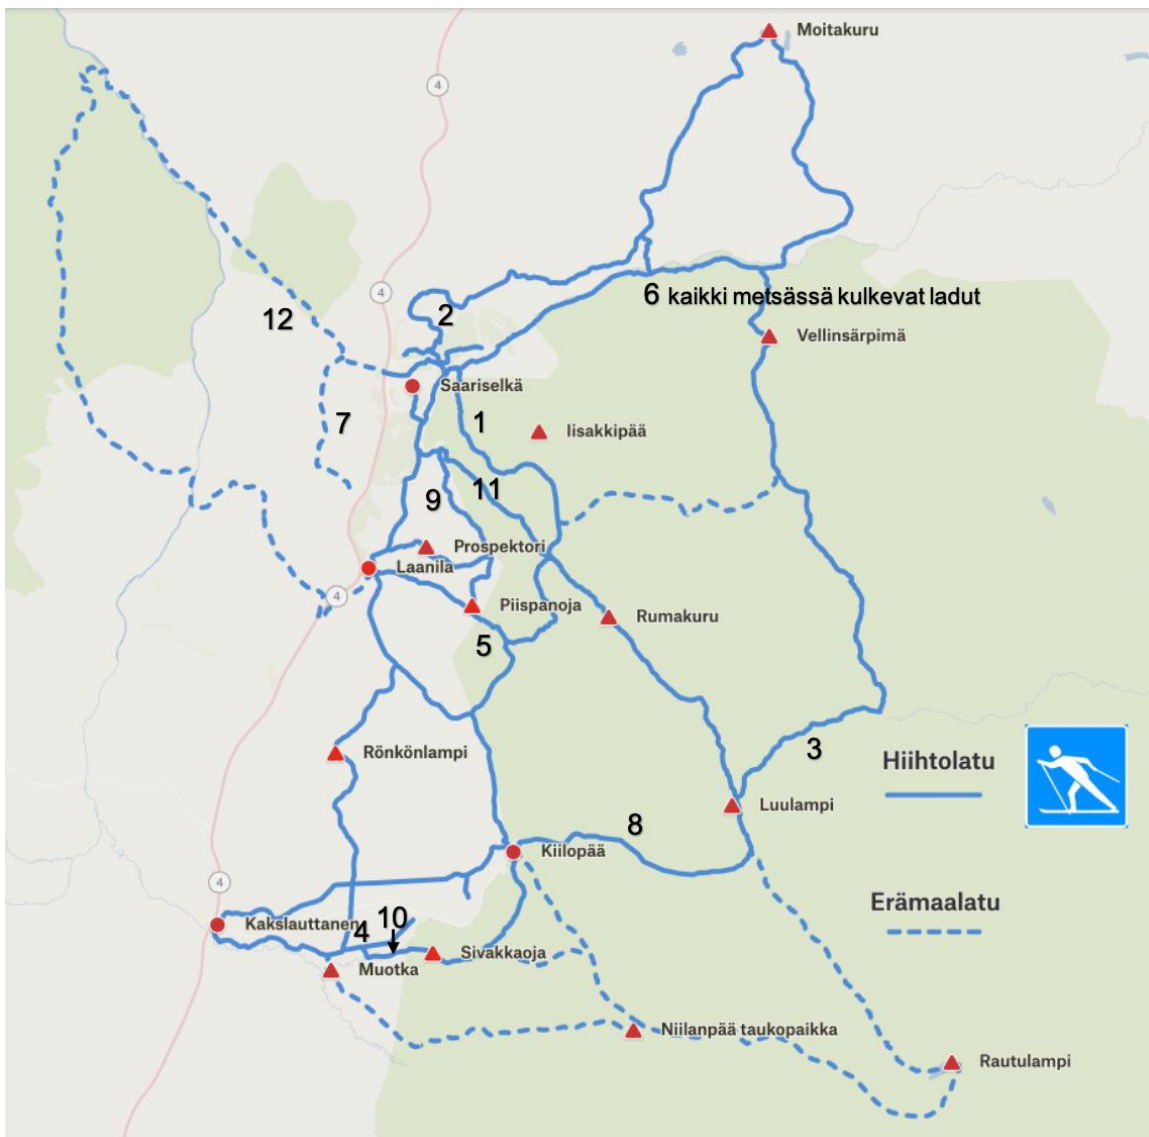 Moitakuru
4
4
6 kaikki metsässä kulkevat ladut
12
2
Vellinsärpimä
Saariselkä
7
1
Iisakkipää
9
11
Prospektori
Laanila
4
Piispanoja
Rumakuru
5
Rönkönlampi
3
Hiihtolatu
Luulampi
8
Kiilopää
4
Erämaalatu
Kakslauttanen
10
4
Sivakkaoja
Muotka
Niilanpää taukopaikka
Rautulampi